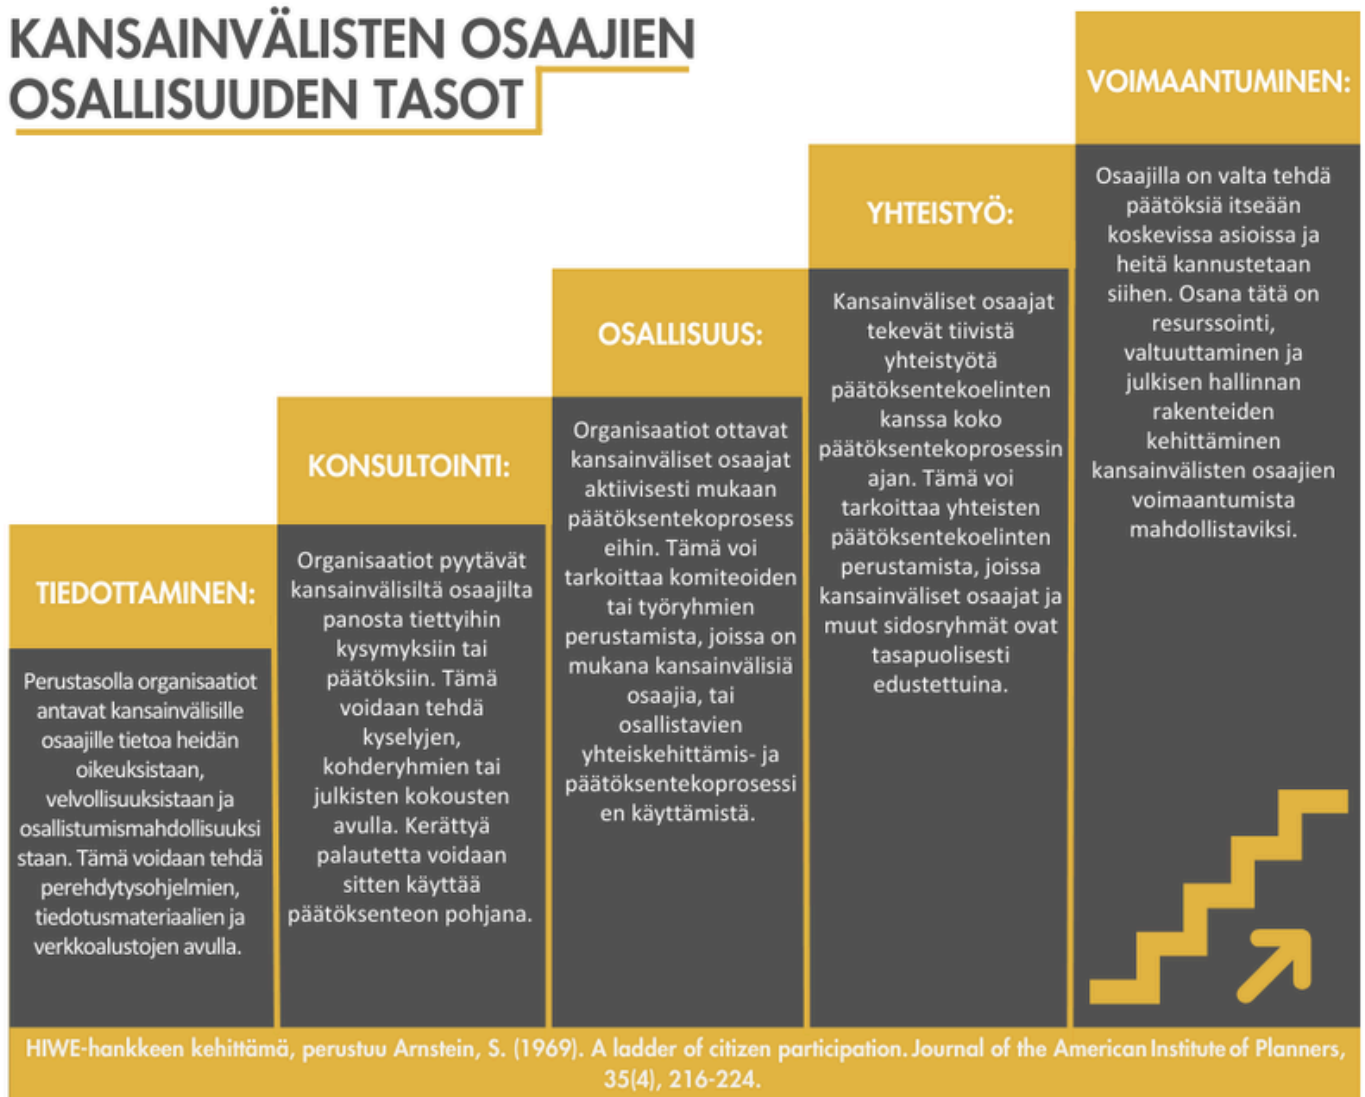 KANSAINVÄLISTEN OSAAJIEN
OSALLISUUDEN TASOT
TIEDOTTAMINEN:
Perustasolla organisaatiot
antavat kansainvälisille
osaajille tietoa heidän
oikeuksistaan,
velvollisuuksistaan ja
osallistumismahdollisuuksi
staan. Tämä voidaan tehdä
perehdytysohjelmien,
tiedotusmateriaalien ja
verkkoalustojen avulla.
KONSULTOINTI:
Organisaatiot pyytävät
kansainvälisiltä osaajilta
panosta tiettyihin
kysymyksiin tai
päätöksiin. Tämä
voidaan tehdä
kyselyjen,
kohderyhmien tai
julkisten kokousten
avulla. Kerättyä
palautetta voidaan
sitten käyttää
päätöksenteon pohjana.
OSALLISUUS:
Organisaatiot ottavat
kansainväliset osaajat
aktiivisesti mukaan
päätöksentekoprosess
eihin. Tämä voi
tarkoittaa komiteoiden
tai työryhmien
perustamista, joissa on
mukana kansainvälisiä
osaajia, tai
osallistavien
yhteiskehittämis- ja
päätöksentekoprosessi
en käyttämistä.
YHTEISTYÖ:
Kansainväliset osaajat
tekevät tiivistä
yhteistyötä
päätöksentekoelinten
kanssa koko
päätöksentekoprosessin
ajan. Tämä voi
tarkoittaa yhteisten
päätöksentekoelinten
perustamista, joissa
kansainväliset osaajat ja
muut sidosryhmät ovat
tasapuolisesti
edustettuina.
VOIMAANTUMINEN:
Osaajilla on valta tehdä
päätöksiä itseään
koskevissa asioissa ja
heitä kannustetaan
siihen. Osana tätä on
resurssointi,
valtuuttaminen ja
julkisen hallinnan
rakenteiden
kehittäminen
kansainvälisten osaajien
voimaantumista
mahdollistaviksi.
HIWE-hankkeen kehittämä, perustuu Arnstein, S. (1969). A ladder of citizen participation. Journal of the American Institute of Planners,
35(4), 216-224.